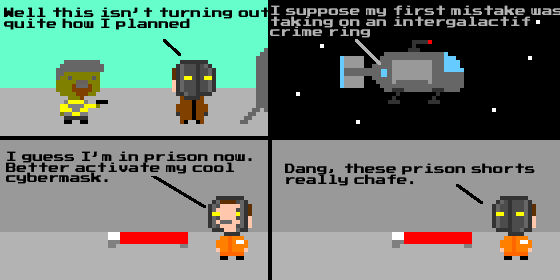 Well this isn't turning out
quite how I planned
I suppose my first mistake was
taking on an intergalactif
crime ring
I guess I'm in prison now.
Better activate my cool
cybermask.
Dang, these prison shorts
really chafe.